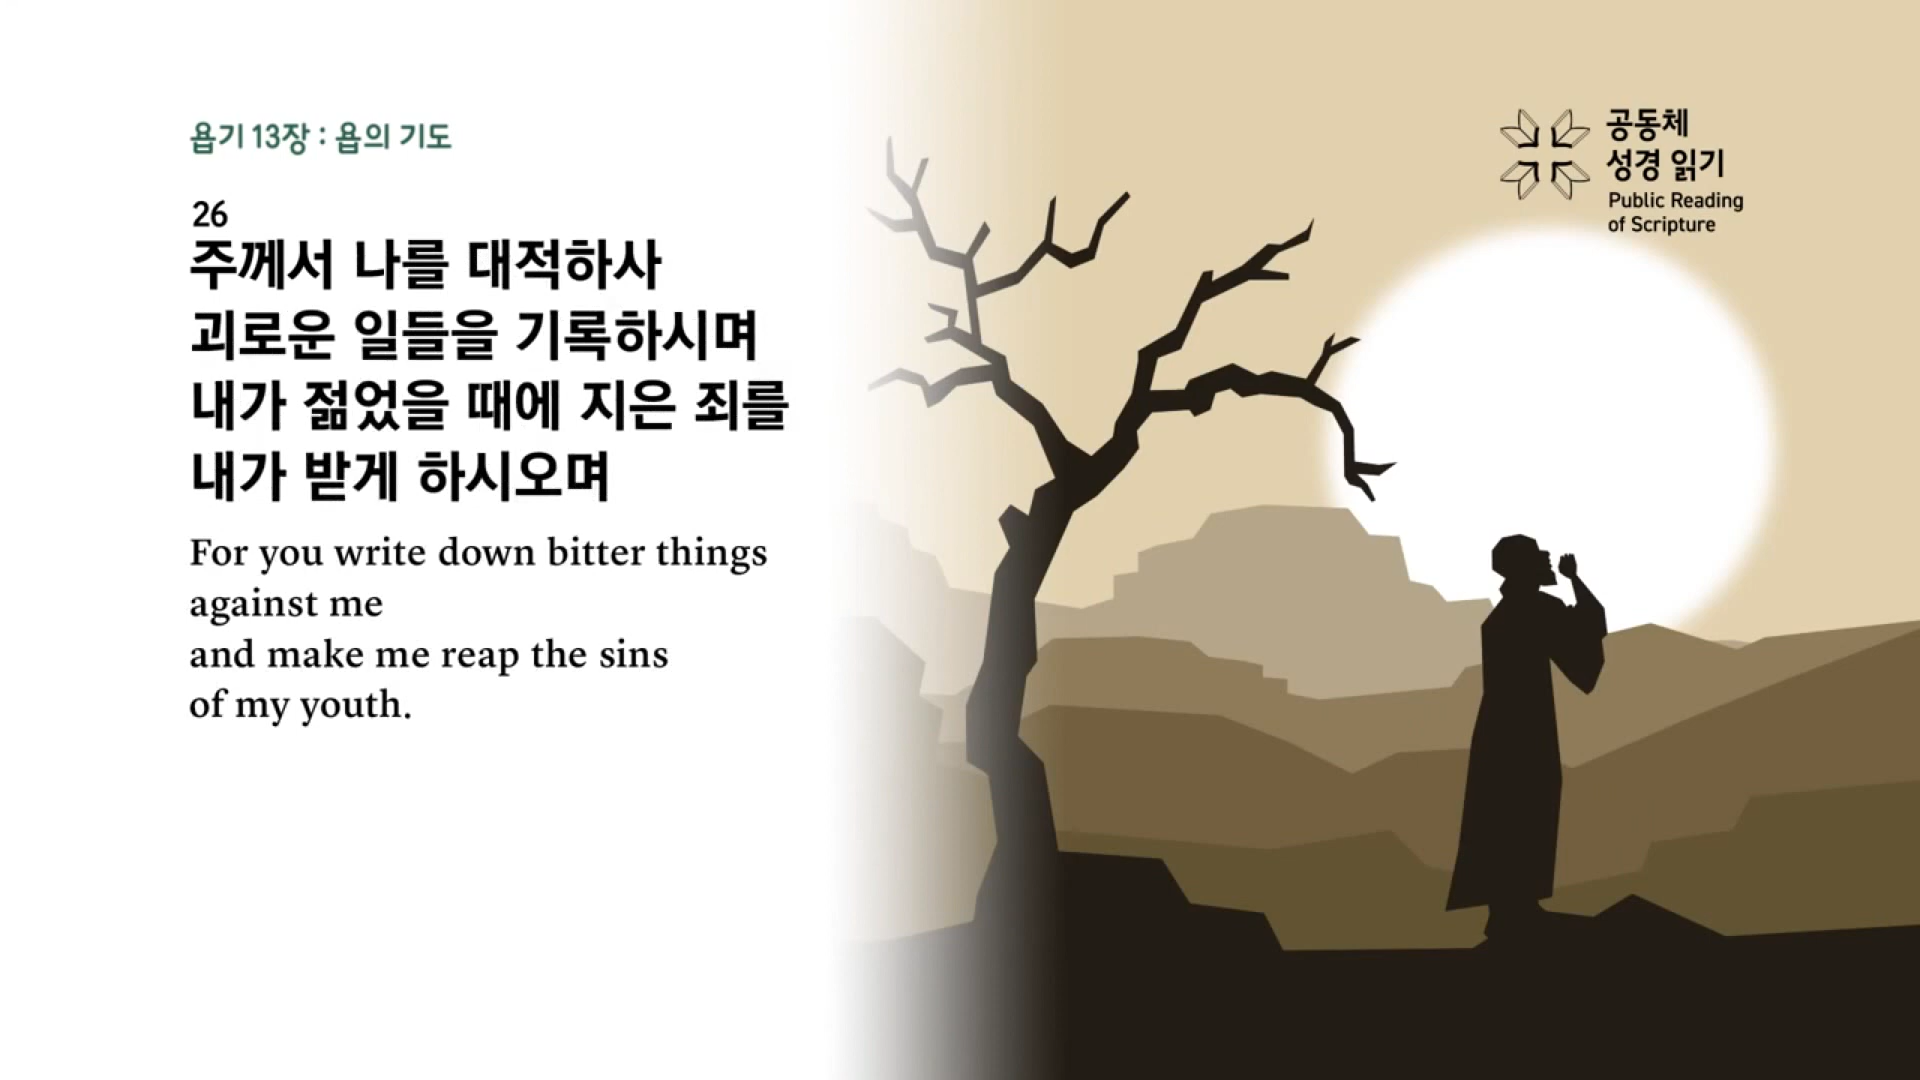 욥기 13장 : 욥의 기도
26
주께서 나를 대적하사
괴로운 일들을 기록하시며
내가 젊었을 때에 지은 죄를
내가 받게 하시오며
For you write down bitter things
against me
and make me reap the sins
of my youth.
공동체
성경 읽기
Public Reading
of Scripture